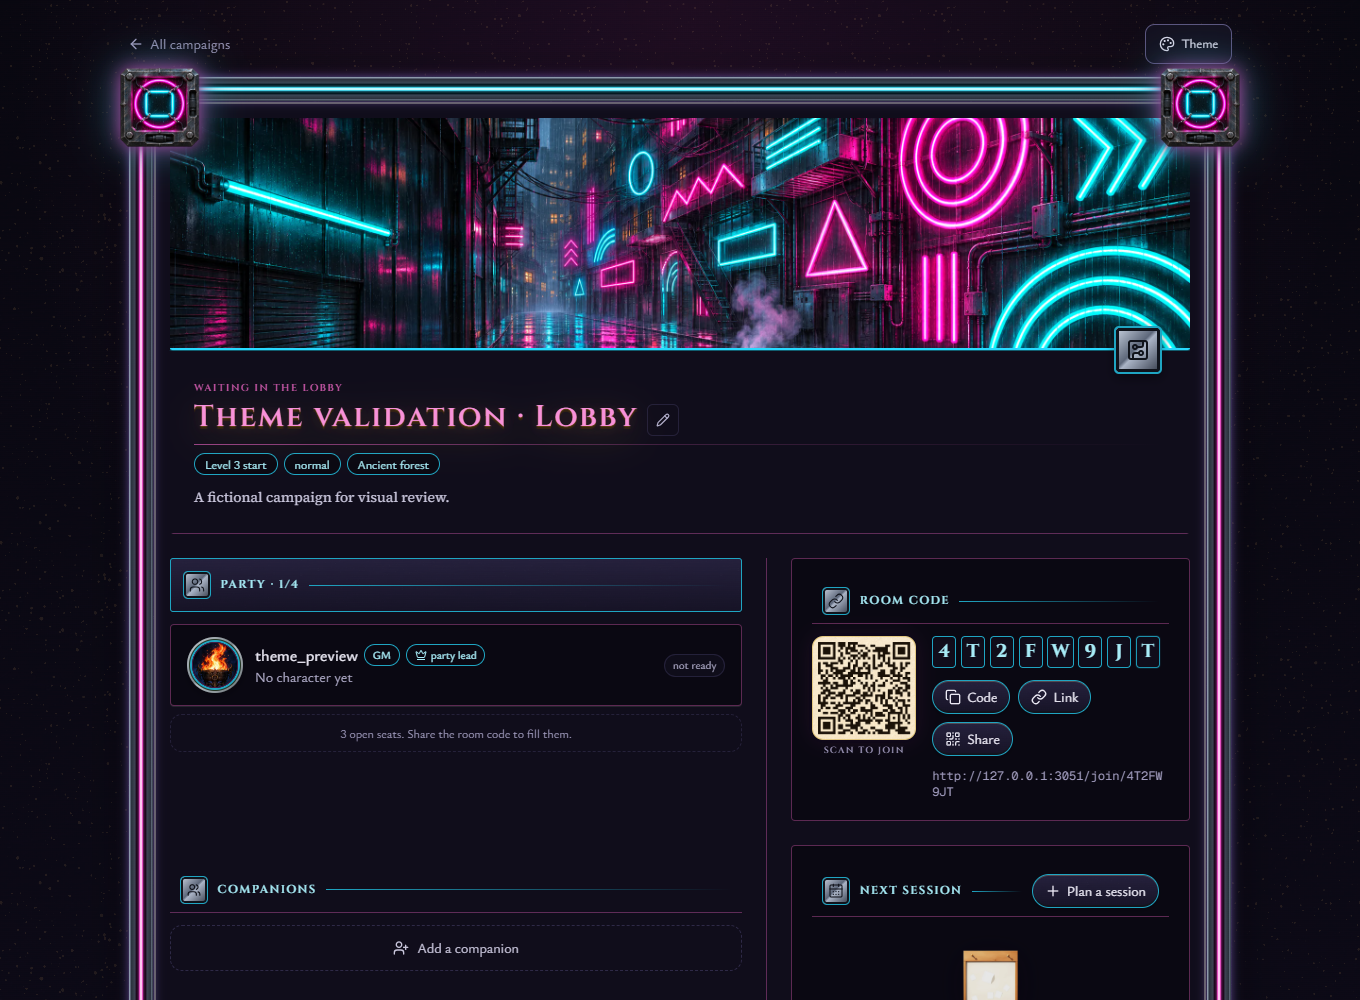 All campaigns
Theme
WAITING IN THE LOBBY
THEME VALIDATION · LOBBY
Level 3 start normal Ancient forest
A fictional campaign for visual review.
PARTY · 1/4
theme_preview GM party lead
No character yet
not ready
3 open seats. Share the room code to fill them.
COMPANIONS
Add a companion
ROOM CODE
4 T 2 F W 9 J T
Code Link
Share
SCAN TO JOIN
http://127.0.0.1:3051/join/4T2FW
9JT
NEXT SESSION
Plan a session